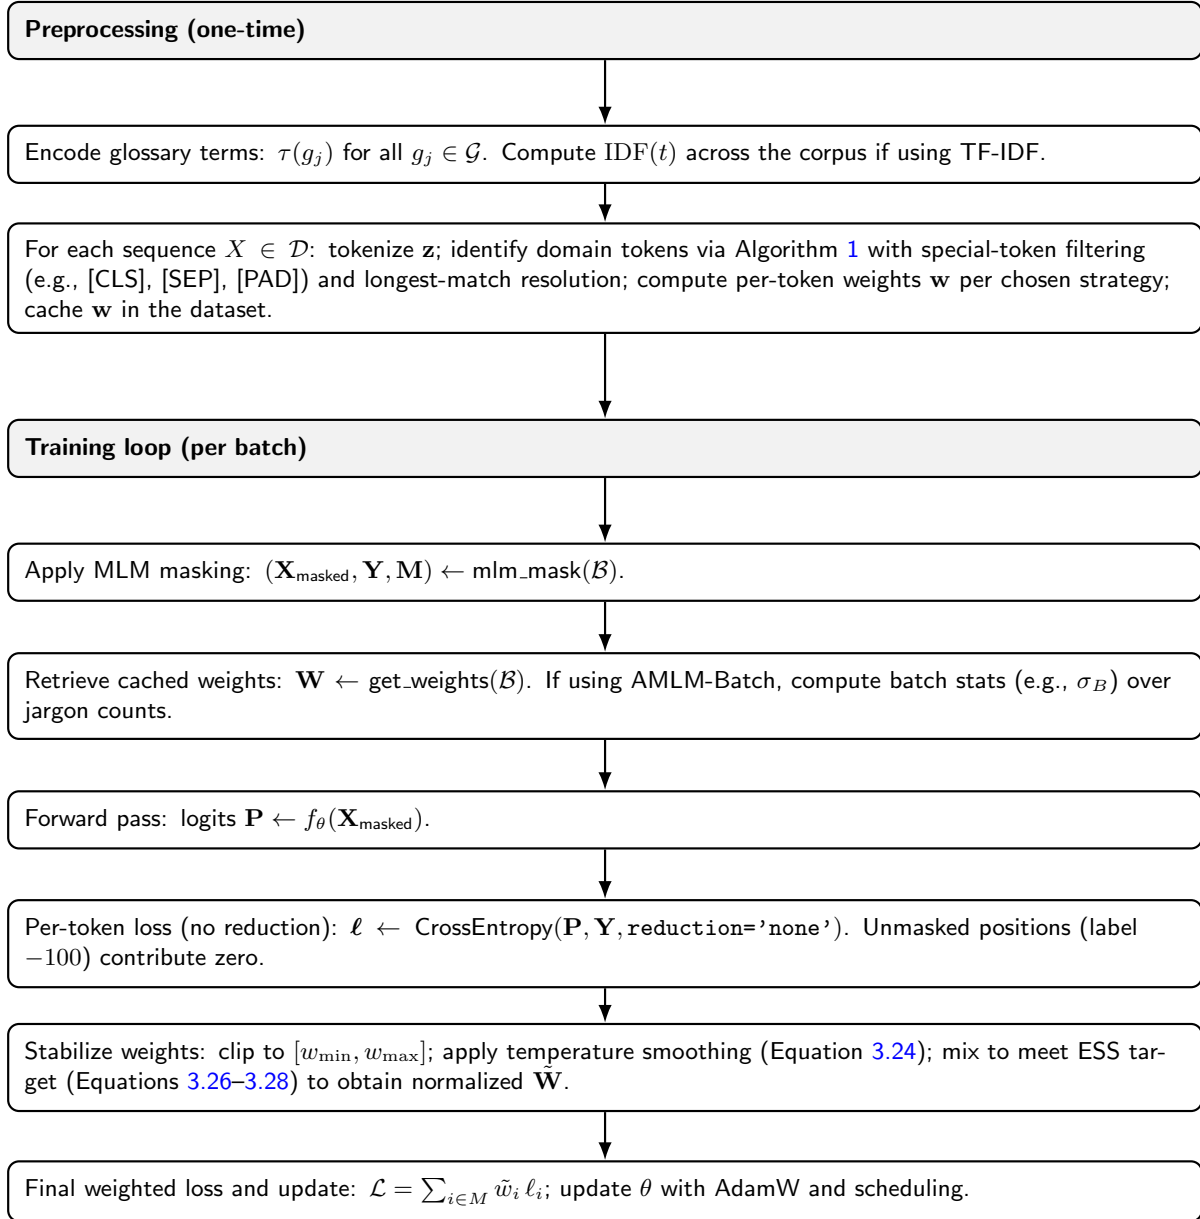 Preprocessing (one-time)
Encode glossary terms: τ(g_j) for all g_j ∈ 𝒢. Compute IDF(t) across the corpus if using TF-IDF.
For each sequence X ∈ 𝒟: tokenize 𝐳; identify domain tokens via Algorithm 1 with special-token filtering
(e.g., [CLS], [SEP], [PAD]) and longest-match resolution; compute per-token weights 𝐰 per chosen strategy;
cache 𝐰 in the dataset.
Training loop (per batch)
Apply MLM masking: (𝐗_masked, 𝐘, 𝐌) ← mlm_mask(ℬ).
Retrieve cached weights: 𝐖 ← get_weights(ℬ). If using AMLM-Batch, compute batch stats (e.g., σ_B) over
jargon counts.
Forward pass: logits 𝐏 ← f_θ(𝐗_masked).
Per-token loss (no reduction): ℓ ← CrossEntropy(𝐏, 𝐘, reduction='none'). Unmasked positions (label
−100) contribute zero.
Stabilize weights: clip to [w_min, w_max]; apply temperature smoothing (Equation 3.24); mix to meet ESS tar-
get (Equations 3.26–3.28) to obtain normalized 𝐖̃.
Final weighted loss and update: ℒ = ∑_{i∈M} w̃_i ℓ_i; update θ with AdamW and scheduling.